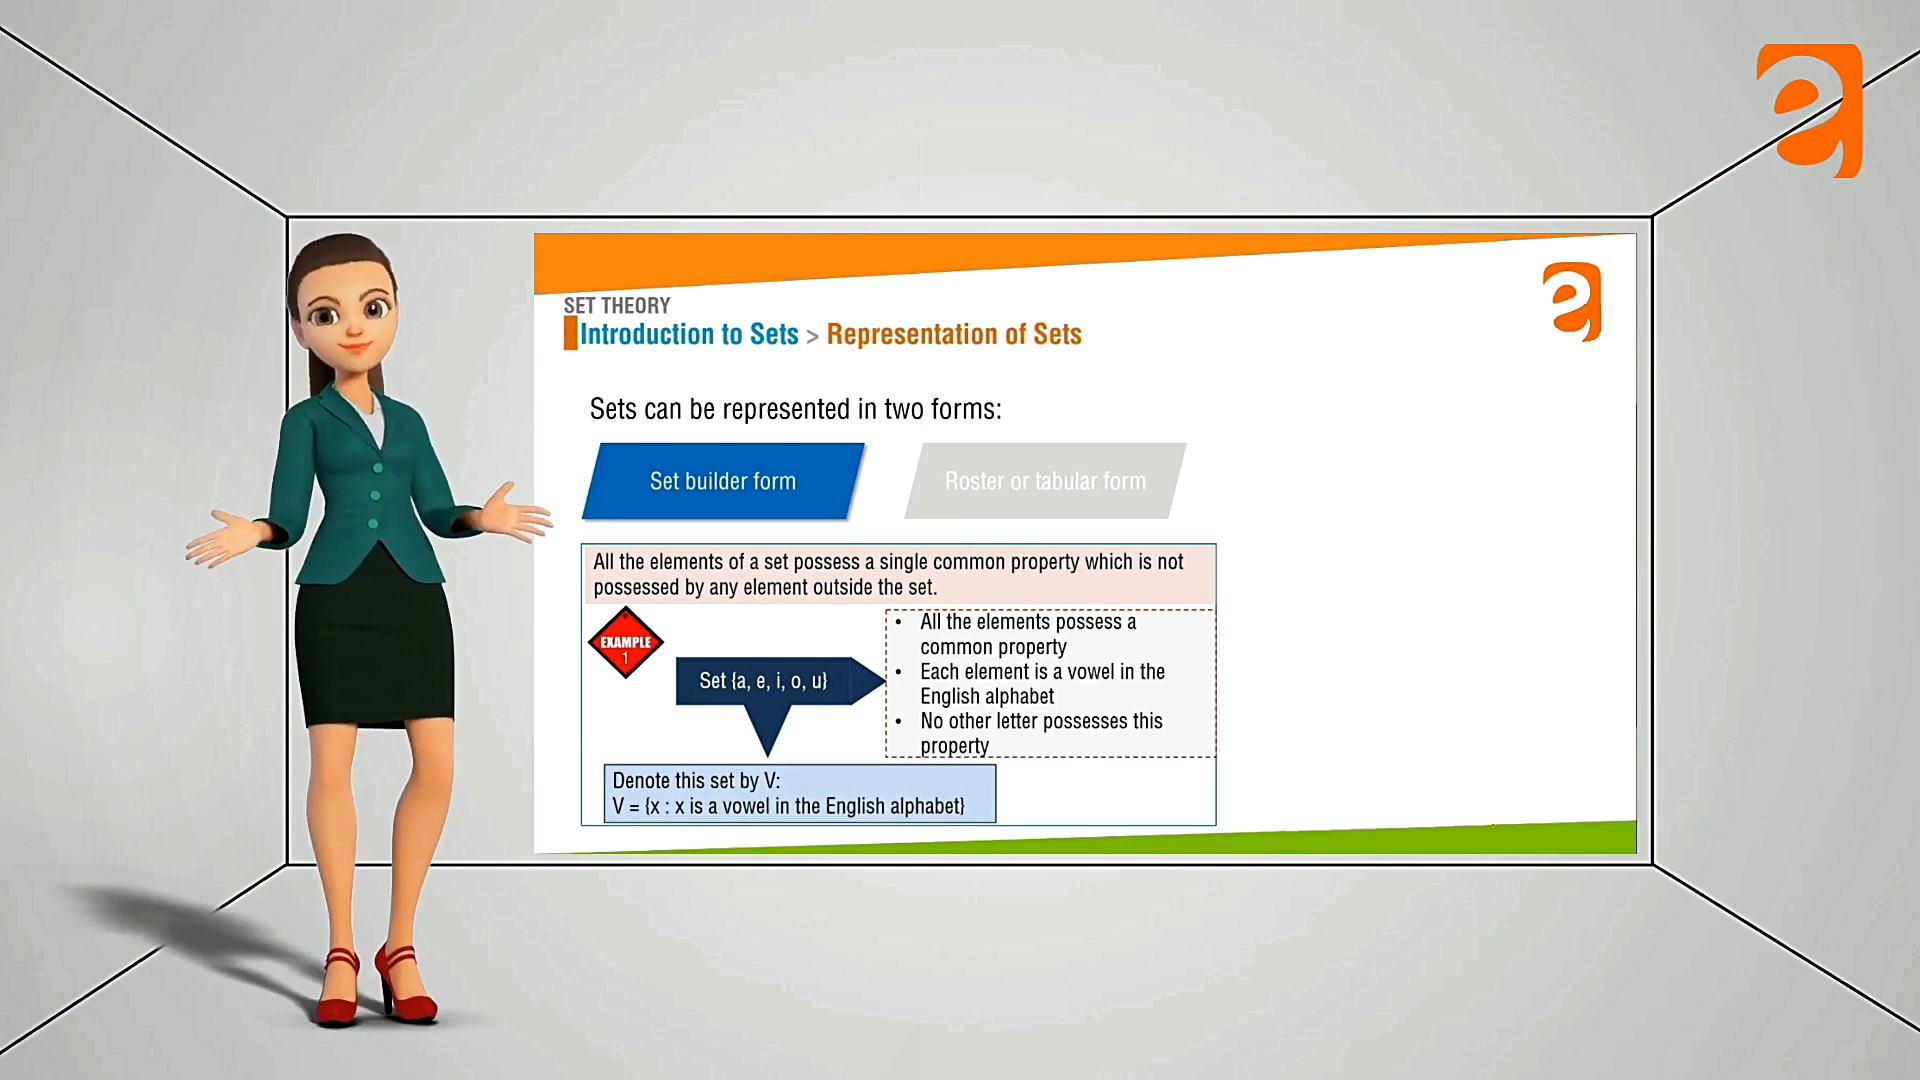 SET THEORY
Introduction to Sets > Representation of Sets
Sets can be represented in two forms:
Set builder form
Roster or tabular form
All the elements of a set possess a single common property which is not
possessed by any element outside the set.
EXAMPLE
1
Set {a, e, i, o, u}
• All the elements possess a
common property
• Each element is a vowel in the
English alphabet
• No other letter possesses this
property
Denote this set by V:
V = {x : x is a vowel in the English alphabet}